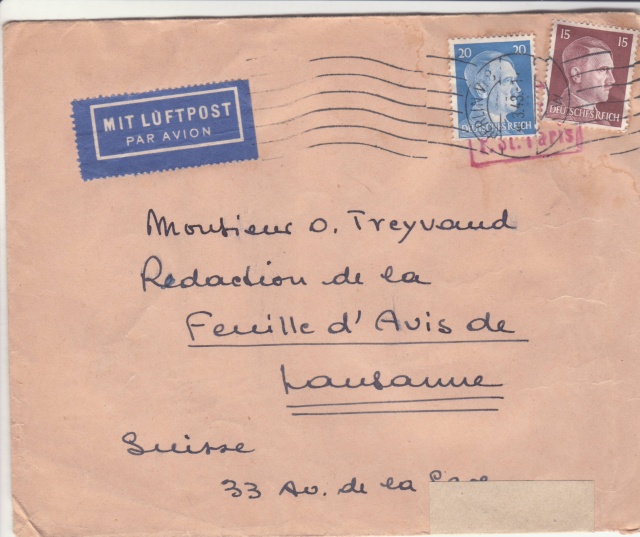 MIT LUFTPOST
PAR AVION
20 20
DEUTSCHES REICH
15 15
DEUTSCHES REICH
Paris
Monsieur O. Treyvaud
Redaction de la
Feuille d'Avis de
Lausanne
Suisse
33 Av. de la